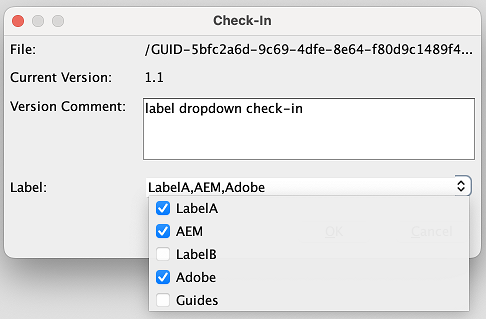 Check-In
File: /GUID-5bfc2a6d-9c69-4dfe-8e64-f80d9c1489f4...
Current Version: 1.1
Version Comment: label dropdown check-in
Label: LabelA,AEM,Adobe
LabelA
AEM
LabelB
Adobe
Guides
OK Cancel